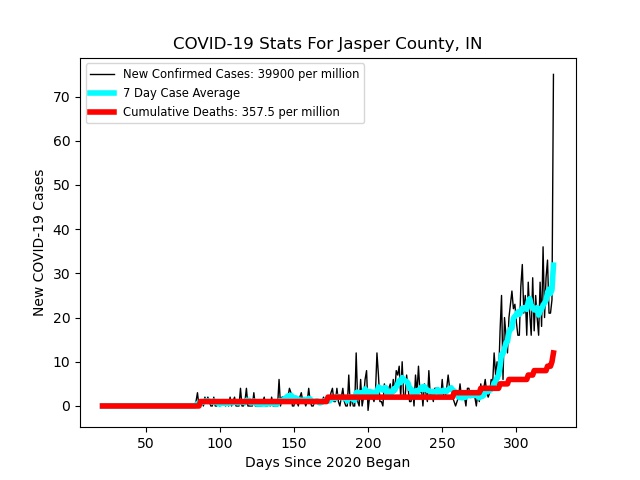 COVID-19 Stats For Jasper County, IN
New Confirmed Cases: 39900 per million
7 Day Case Average
Cumulative Deaths: 357.5 per million
New COVID-19 Cases
70
60
50
40
30
20
10
0
50 100 150 200 250 300
Days Since 2020 Began